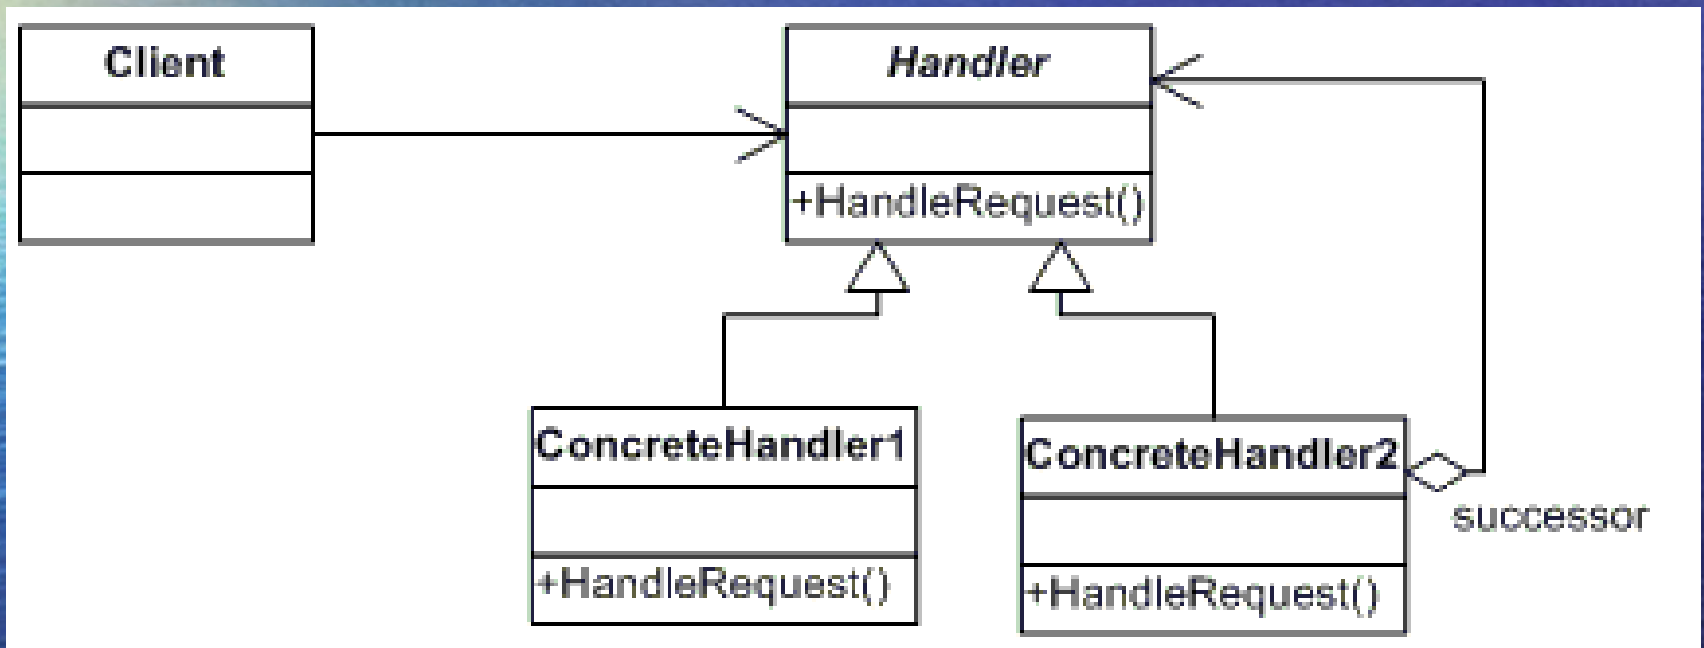 Client
Handler
+HandleRequest()
ConcreteHandler1
+HandleRequest()
ConcreteHandler2
+HandleRequest()
successor